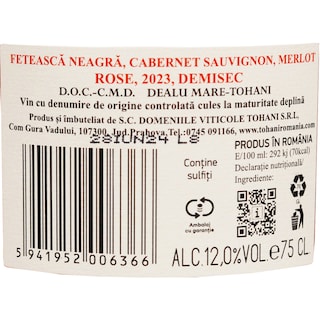 FETEASCĂ NEAGRĂ, CABERNET SAUVIGNON, MERLOT
ROSE, 2023, DEMISEC
D.O.C.-C.M.D. DEALU MARE-TOHANI
Vin cu denumire de origine controlată cules la maturitate deplină
Produs și îmbuteliat de S.C. DOMENIILE VITICOLE TOHANI S.R.L.
Com Gura Vadului, 107300, Jud.Prahova,Tel.:0745 091166, www.tohaniromania.com
28IUN24 L8
PRODUS ÎN ROMÂNIA
E/100 ml: 292 kj (70kcal)
Declarație nutrițională/
Ingrediente:
Conține
sulfiți
Ambalaj
cu garanție
5 941952 006366
ALC.12,0%VOL.e75 CL